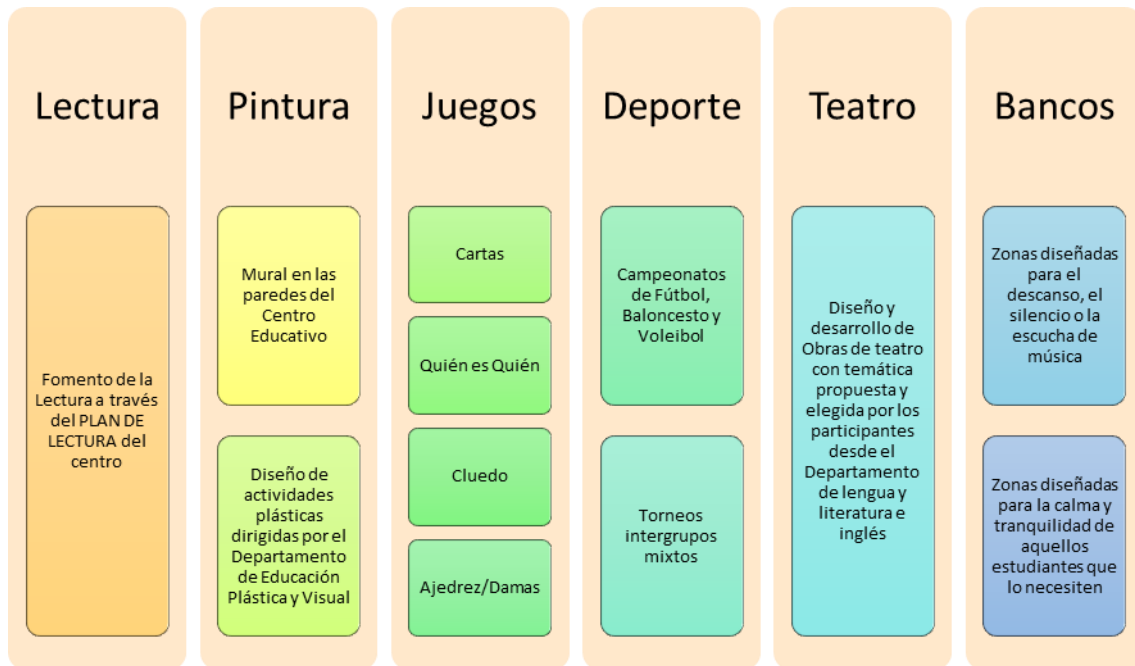 Lectura
Fomento de la
Lectura a través
del PLAN DE
LECTURA del
centro
Pintura
Mural en las
paredes del
Centro
Educativo
Diseño de
actividades
plásticas
dirigidas por el
Departamento
de Educación
Plástica y Visual
Juegos
Cartas
Quién es Quién
Cluedo
Ajedrez/Damas
Deporte
Campeonatos
de Fútbol,
Baloncesto y
Voleibol
Torneos
intergrupos
mixtos
Teatro
Diseño y
desarrollo de
Obras de teatro
con temática
propuesta y
elegida por los
participantes
desde el
Departamento
de lengua y
literatura e
inglés
Bancos
Zonas diseñadas
para el
descanso, el
silencio o la
escucha de
música
Zonas diseñadas
para la calma y
tranquilidad de
aquellos
estudiantes que
lo necesiten